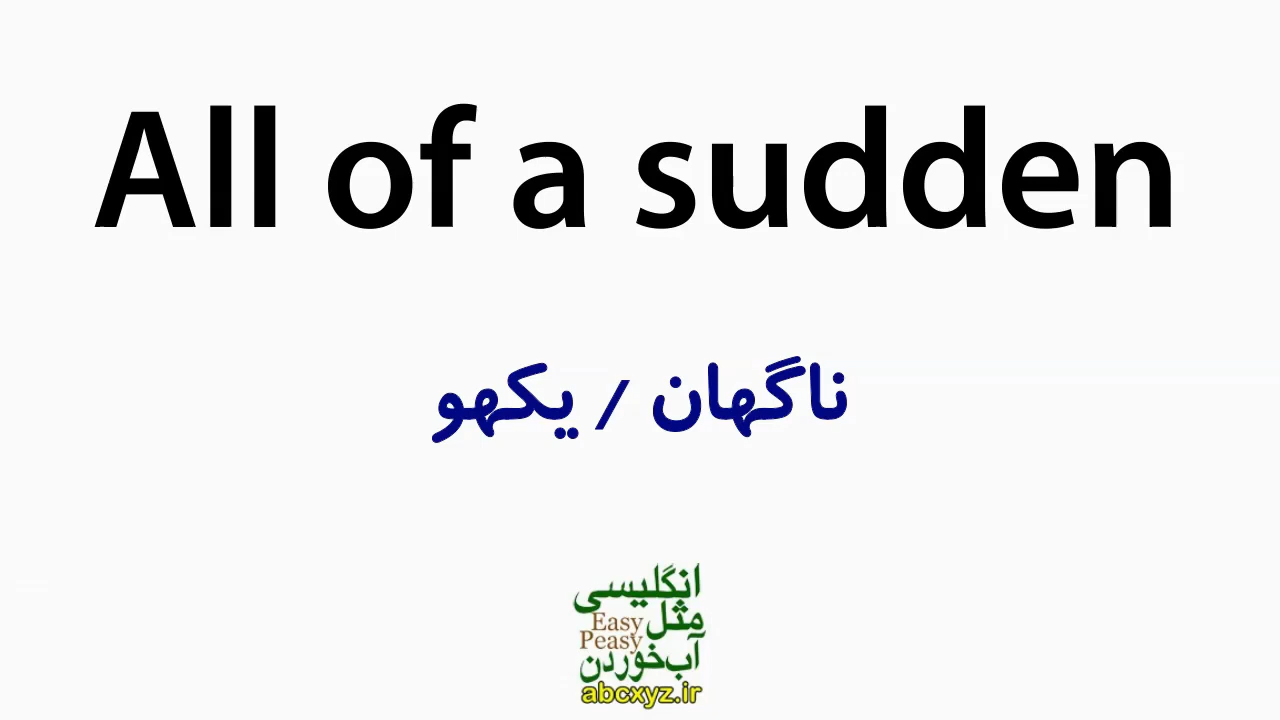 All of a sudden
ناگهان / یکهو
انگلیسی
مثل Easy
Peasy
آب‌خوردن
abcxyz.ir